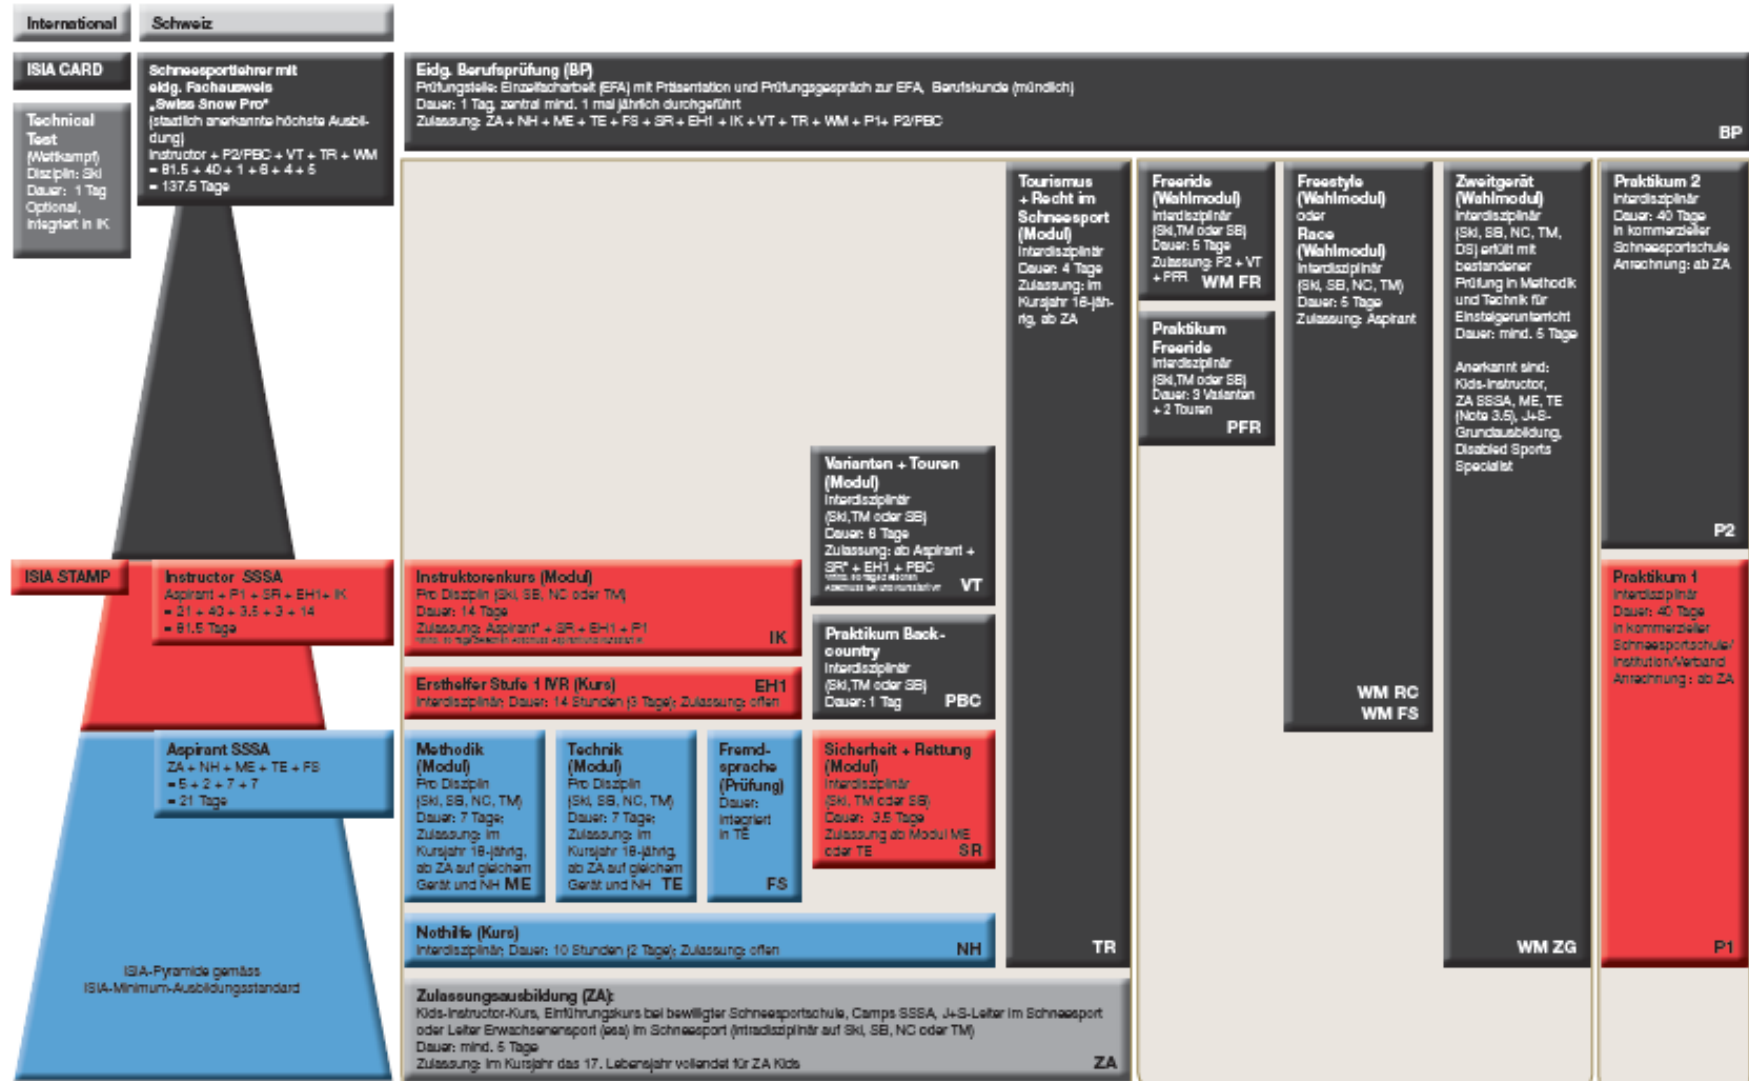 International
Schweiz
ISIA CARD
Technical
Test
(Wettkampf)
Disziplin: Ski
Dauer: 1 Tag
Optional,
integriert in IK
Schneesportlehrer mit
eidg. Fachausweis
„Swiss Snow Pro"
(staatlich anerkannte höchste Ausbil-
dung)
Instructor + P2/PBC + VT + TR + WM
= 81.5 + 40 + 1 + 6 + 4 + 5
= 137.5 Tage
Eidg. Berufsprüfung (BP)
Prüfungsteile: Einzelfacharbeit (EFA) mit Präsentation und Prüfungsgespräch zur EFA, Berufskunde (mündlich)
Dauer: 1 Tag, zentral mind. 1 mal jährlich durchgeführt
Zulassung: ZA + NH + ME + TE + FS + SR + EH1 + IK + VT + TR + WM + P1+ P2/PBC
BP
Tourismus
+ Recht im
Schneesport
(Modul)
Interdisziplinär
Dauer: 4 Tage
Zulassung: im
Kursjahr 18-jäh-
rig, ab ZA
TR
Freeride
(Wahlmodul)
Interdisziplinär
(Ski,TM oder SB)
Dauer: 5 Tage
Zulassung: P2 + VT
+ PFR
WM FR
Praktikum
Freeride
Interdisziplinär
(Ski,TM oder SB)
Dauer: 3 Varianten
+ 2 Touren
PFR
Freestyle
(Wahlmodul)
oder
Race
(Wahlmodul)
Interdisziplinär
(Ski, SB, NC, TM)
Dauer: 5 Tage
Zulassung: Aspirant
WM RC
WM FS
Zweitgerät
(Wahlmodul)
Interdisziplinär
(Ski, SB, NC, TM,
DS) erfüllt mit
bestandener
Prüfung in Methodik
und Technik für
Einsteigerunterricht
Dauer: mind. 5 Tage
Anerkannt sind:
Kids-Instructor,
ZA SSSA, ME, TE
(Note 3.5), J+S-
Grundausbildung,
Disabled Sports
Specialist
WM ZG
Praktikum 2
Interdisziplinär
Dauer: 40 Tage
in kommerzieller
Schneesportschule
Anrechnung: ab ZA
P2
Varianten + Touren
(Modul)
Interdisziplinär
(Ski,TM oder SB)
Dauer: 6 Tage
Zulassung: ab Aspirant +
SR* + EH1 + PBC
VT
Praktikum Back-
country
Interdisziplinär
(Ski,TM oder SB)
Dauer: 1 Tag
PBC
ISIA STAMP
Instructor SSSA
Aspirant + P1 + SR + EH1+ IK
= 21 + 40 + 3.5 + 3 + 14
= 81.5 Tage
Instruktorenkurs (Modul)
Pro Disziplin (Ski, SB, NC oder TM)
Dauer: 14 Tage
Zulassung: Aspirant* + SR + EH1 + P1
IK
Ersthelfer Stufe 1 IVR (Kurs)
EH1
Interdisziplinär; Dauer: 14 Stunden (3 Tage); Zulassung: offen
Praktikum 1
Interdisziplinär
Dauer: 40 Tage
in kommerzieller
Schneesportschule/
Institution/Verband
Anrechnung: ab ZA
P1
Aspirant SSSA
ZA + NH + ME + TE + FS
= 5 + 2 + 7 + 7
= 21 Tage
Methodik
(Modul)
Pro Disziplin
(Ski, SB, NC, TM)
Dauer: 7 Tage;
Zulassung: im
Kursjahr 18-jährig,
ab ZA auf gleichem
Gerät und NH
ME
Technik
(Modul)
Pro Disziplin
(Ski, SB, NC, TM)
Dauer: 7 Tage;
Zulassung: im
Kursjahr 18-jährig,
ab ZA auf gleichem
Gerät und NH
TE
Fremd-
sprache
(Prüfung)
Dauer:
integriert
in TE
FS
Sicherheit + Rettung
(Modul)
Interdisziplinär
(Ski, TM oder SB)
Dauer: 3.5 Tage
Zulassung ab Modul ME
oder TE
SR
Nothilfe (Kurs)
Interdisziplinär; Dauer: 10 Stunden (2 Tage); Zulassung: offen
NH
ISIA-Pyramide gemäss
ISIA-Minimum-Ausbildungsstandard
Zulassungsausbildung (ZA):
Kids-Instructor-Kurs, Einführungskurs bei bewilligter Schneesportschule, Camps SSSA, J+S-Leiter im Schneesport
oder Leiter Erwachsenensport (esa) im Schneesport (intradisziplinär auf Ski, SB, NC oder TM)
Dauer: mind. 5 Tage
Zulassung: Im Kursjahr das 17. Lebensjahr vollendet für ZA Kids
ZA